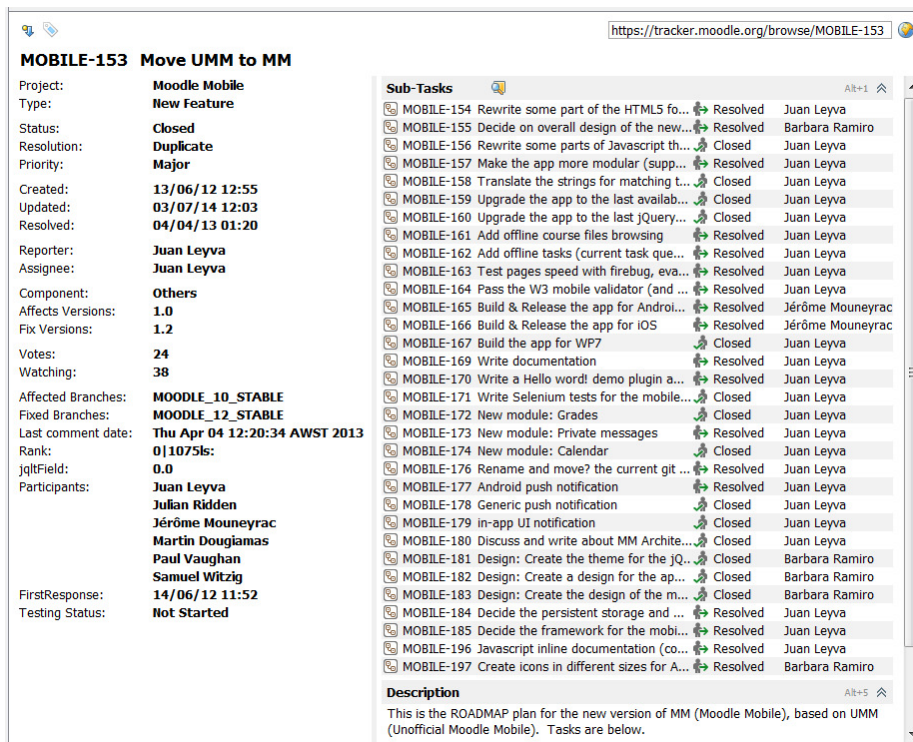 https://tracker.moodle.org/browse/MOBILE-153
MOBILE-153 Move UMM to MM
Project: Moodle Mobile
Type: New Feature
Status: Closed
Resolution: Duplicate
Priority: Major
Created: 13/06/12 12:55
Updated: 03/07/14 12:03
Resolved: 04/04/13 01:20
Reporter: Juan Leyva
Assignee: Juan Leyva
Component: Others
Affects Versions: 1.0
Fix Versions: 1.2
Votes: 24
Watching: 38
Affected Branches: MOODLE_10_STABLE
Fixed Branches: MOODLE_12_STABLE
Last comment date: Thu Apr 04 12:20:34 AWST 2013
Rank: 0|1075ls:
jqltField: 0.0
Participants: Juan Leyva
Julian Ridden
Jérôme Mouneyrac
Martin Dougiamas
Paul Vaughan
Samuel Witzig
FirstResponse: 14/06/12 11:52
Testing Status: Not Started
Sub-Tasks Alt+1
MOBILE-154 Rewrite some part of the HTML5 fo... Resolved Juan Leyva
MOBILE-155 Decide on overall design of the new... Resolved Barbara Ramiro
MOBILE-156 Rewrite some parts of Javascript th... Closed Juan Leyva
MOBILE-157 Make the app more modular (supp... Resolved Juan Leyva
MOBILE-158 Translate the strings for matching t... Closed Juan Leyva
MOBILE-159 Upgrade the app to the last availab... Closed Juan Leyva
MOBILE-160 Upgrade the app to the last jQuery... Closed Juan Leyva
MOBILE-161 Add offline course files browsing Resolved Juan Leyva
MOBILE-162 Add offline tasks (current task que... Resolved Juan Leyva
MOBILE-163 Test pages speed with firebug, eva... Resolved Juan Leyva
MOBILE-164 Pass the W3 mobile validator (and ... Resolved Juan Leyva
MOBILE-165 Build & Release the app for Androi... Resolved Jérôme Mouneyrac
MOBILE-166 Build & Release the app for iOS Resolved Jérôme Mouneyrac
MOBILE-167 Build the app for WP7 Closed Juan Leyva
MOBILE-169 Write documentation Resolved Juan Leyva
MOBILE-170 Write a Hello word! demo plugin a... Resolved Juan Leyva
MOBILE-171 Write Selenium tests for the mobile... Closed Juan Leyva
MOBILE-172 New module: Grades Closed Juan Leyva
MOBILE-173 New module: Private messages Resolved Juan Leyva
MOBILE-174 New module: Calendar Closed Juan Leyva
MOBILE-176 Rename and move? the current git ... Resolved Juan Leyva
MOBILE-177 Android push notification Resolved Juan Leyva
MOBILE-178 Generic push notification Closed Juan Leyva
MOBILE-179 in-app UI notification Closed Juan Leyva
MOBILE-180 Discuss and write about MM Archite... Closed Juan Leyva
MOBILE-181 Design: Create the theme for the jQ... Closed Barbara Ramiro
MOBILE-182 Design: Create a design for the ap... Closed Barbara Ramiro
MOBILE-183 Design: Create the design of the m... Closed Barbara Ramiro
MOBILE-184 Decide the persistent storage and ... Resolved Juan Leyva
MOBILE-185 Decide the framework for the mobi... Resolved Juan Leyva
MOBILE-196 Javascript inline documentation (co... Resolved Juan Leyva
MOBILE-197 Create icons in different sizes for A... Resolved Barbara Ramiro
Description Alt+5
This is the ROADMAP plan for the new version of MM (Moodle Mobile), based on UMM
(Unofficial Moodle Mobile). Tasks are below.